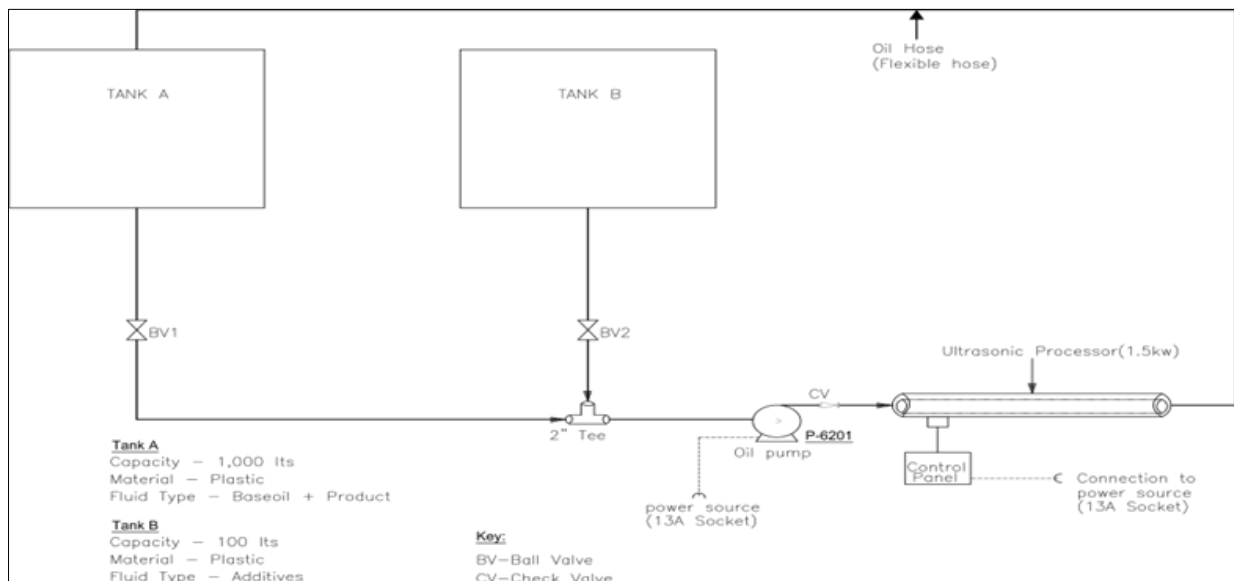 Oil Hose
(Flexible hose)
TANK A
TANK B
BV1
BV2
Ultrasonic Processor(1.5kw)
CV
2" Tee
P-6201
Oil pump
Control
Panel
Connection to
power source
(13A Socket)
power source
(13A Socket)
Tank A
Capacity – 1,000 lts
Material – Plastic
Fluid Type – Baseoil + Product
Tank B
Capacity – 100 lts
Material – Plastic
Fluid Type – Additives
Key:
BV–Ball Valve
CV–Check Valve